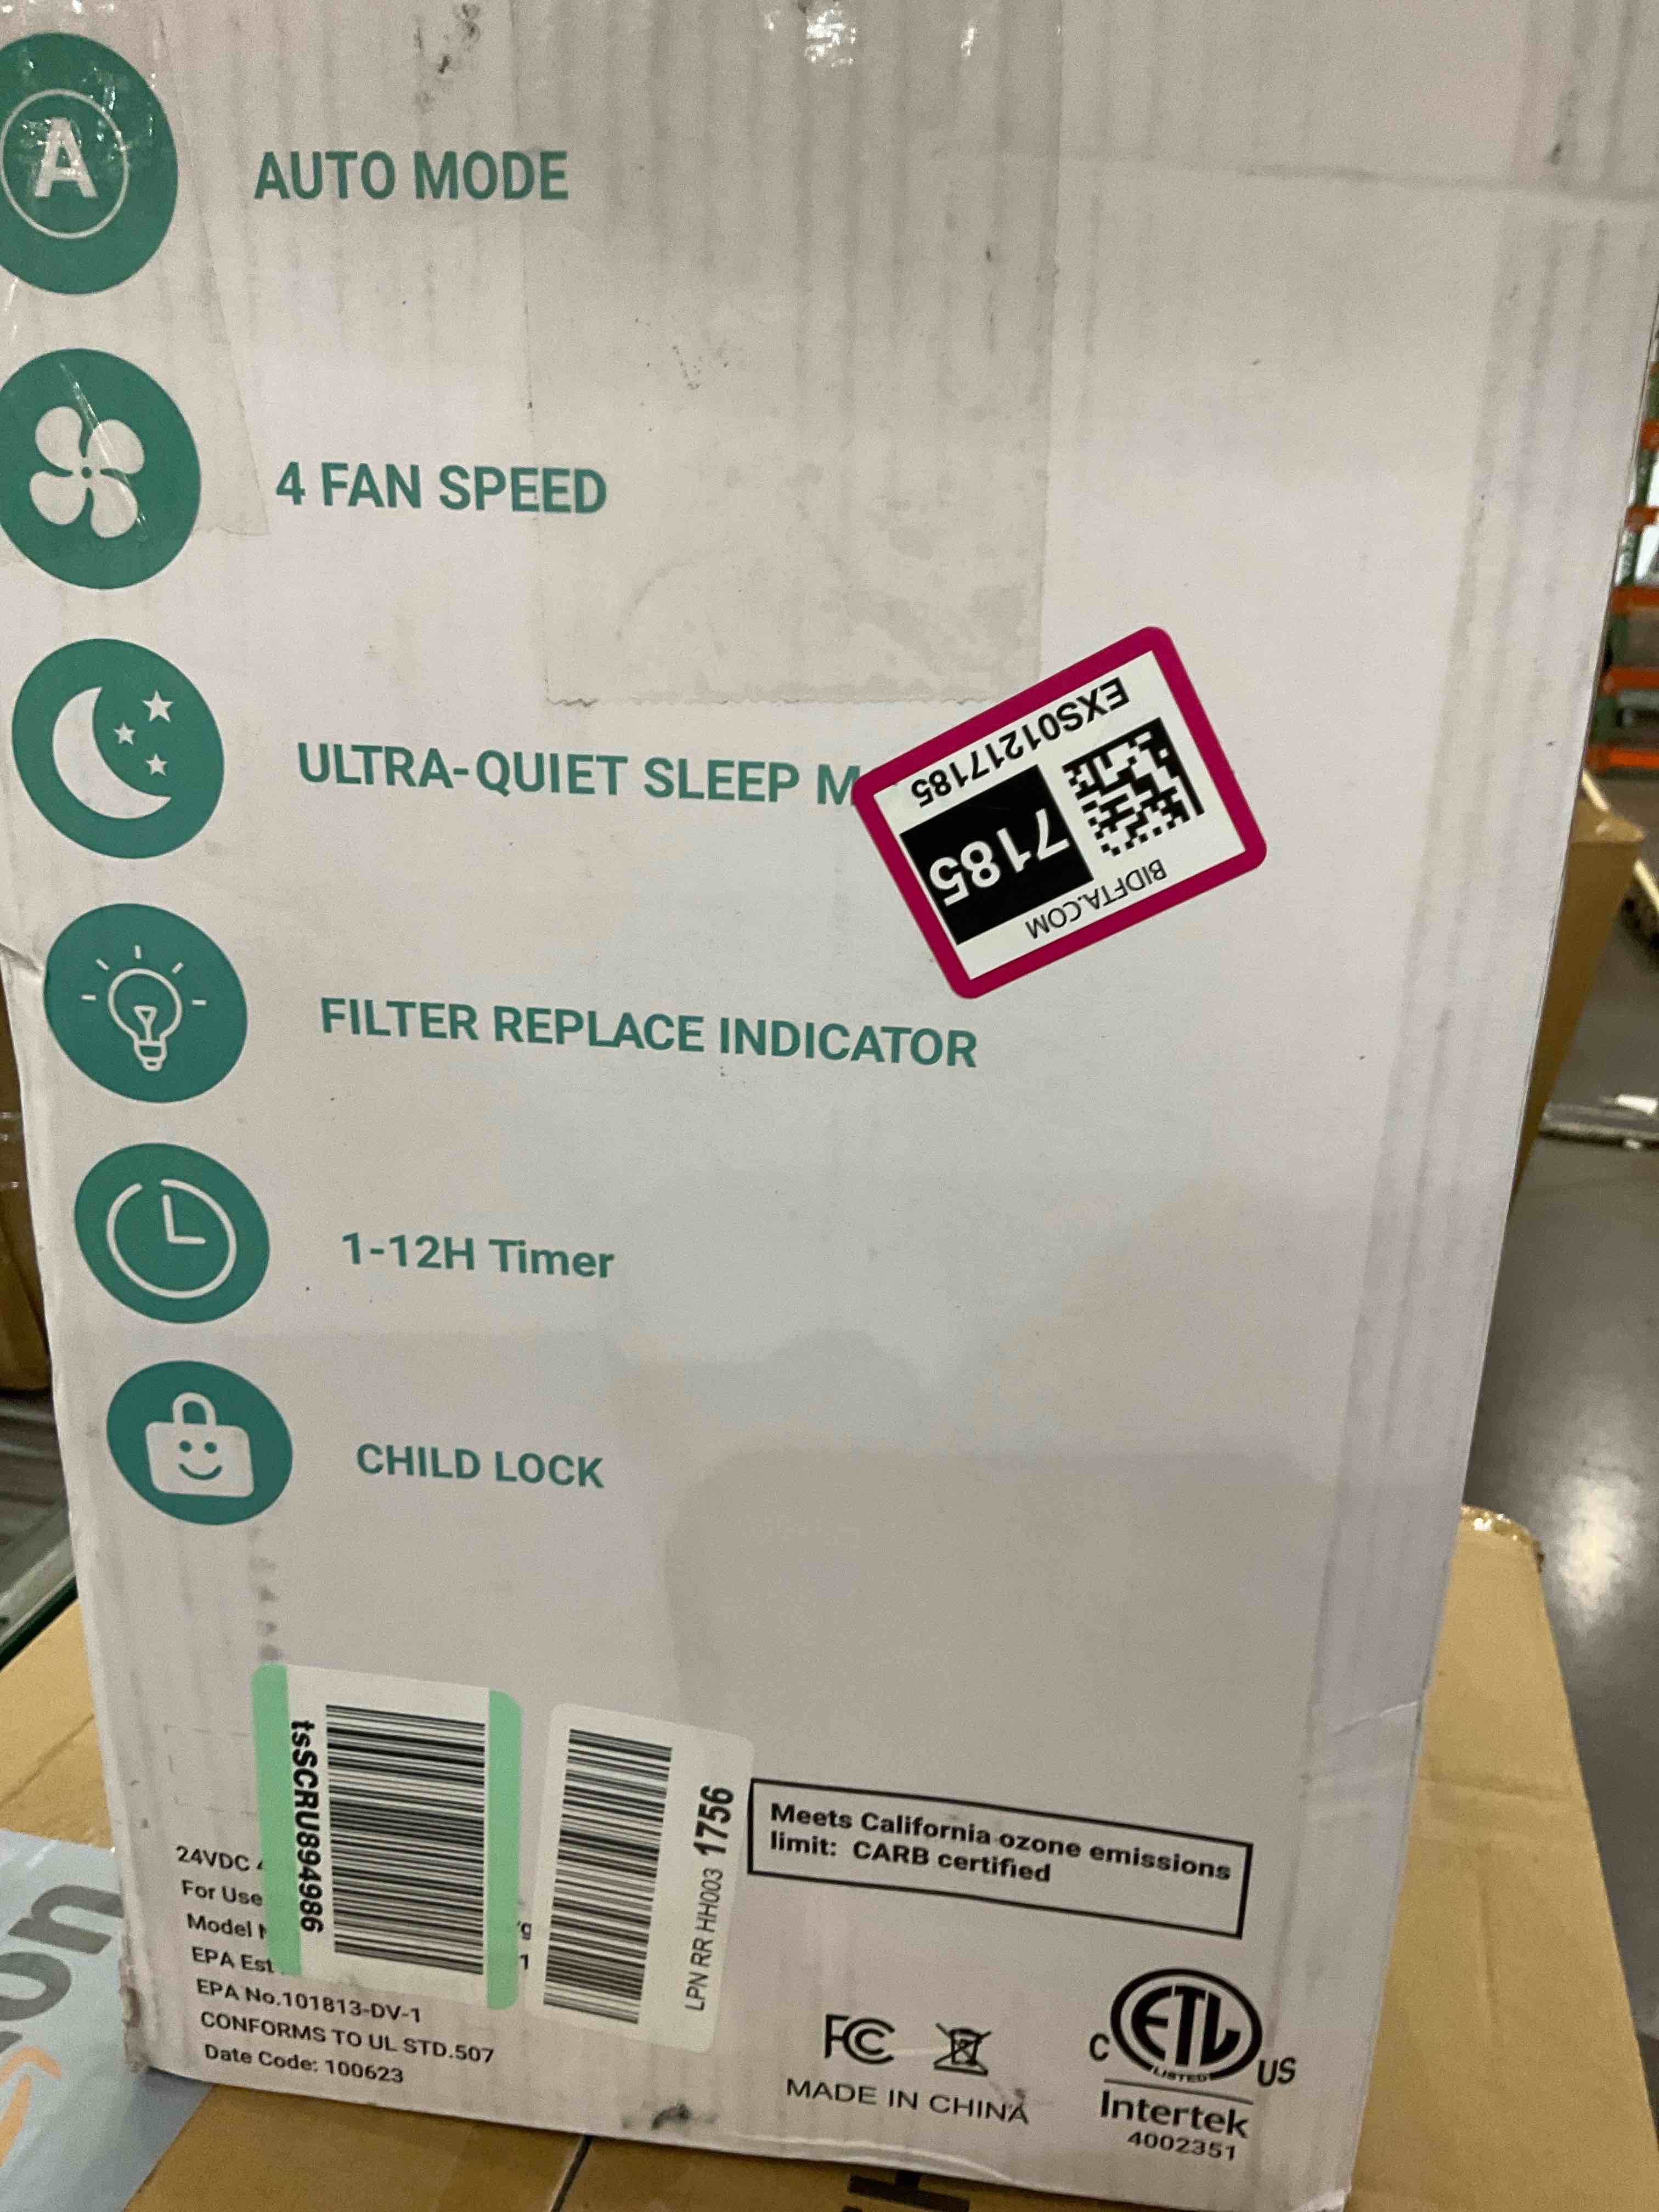 A
AUTO MODE
4 FAN SPEED
ULTRA-QUIET SLEEP M
EXS01217185
7185
BIDFTA.COM
FILTER REPLACE INDICATOR
1-12H Timer
CHILD LOCK
tsSCRU894986
LPN RR HH003 1756
Meets California ozone emissions
limit: CARB certified
24VDC
For Use
Model
EPA Est
EPA No.101813-DV-1
CONFORMS TO UL STD.507
Date Code: 100623
FC
MADE IN CHINA
C ETL US
LISTED
Intertek
4002351